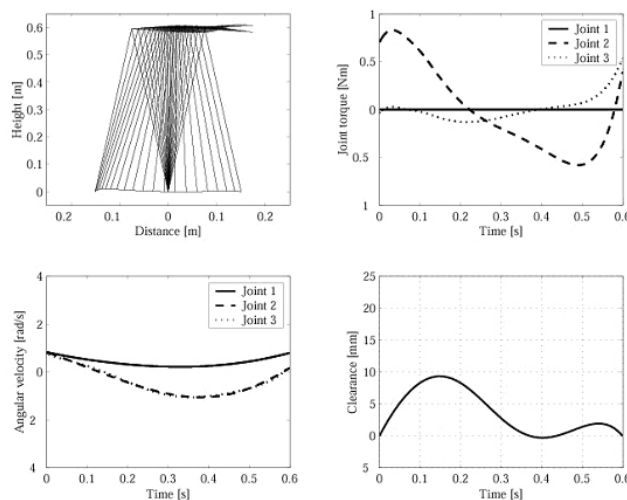 0.6
0.5
0.4
0.3
0.2
0.1
0
Height [m]
0.2 0.1 0 0.1 0.2
Distance [m]
1
0.5
0
0.5
1
Joint torque [Nm]
Joint 1
Joint 2
Joint 3
0 0.1 0.2 0.3 0.4 0.5 0.6
Time [s]
4
2
0
1
4
Angular velocity [rad/s]
Joint 1
Joint 2
Joint 3
0 0.1 0.2 0.3 0.4 0.5 0.6
Time [s]
25
20
15
10
5
0
5
Clearance [mm]
0 0.1 0.2 0.3 0.4 0.5 0.6
Time [s]